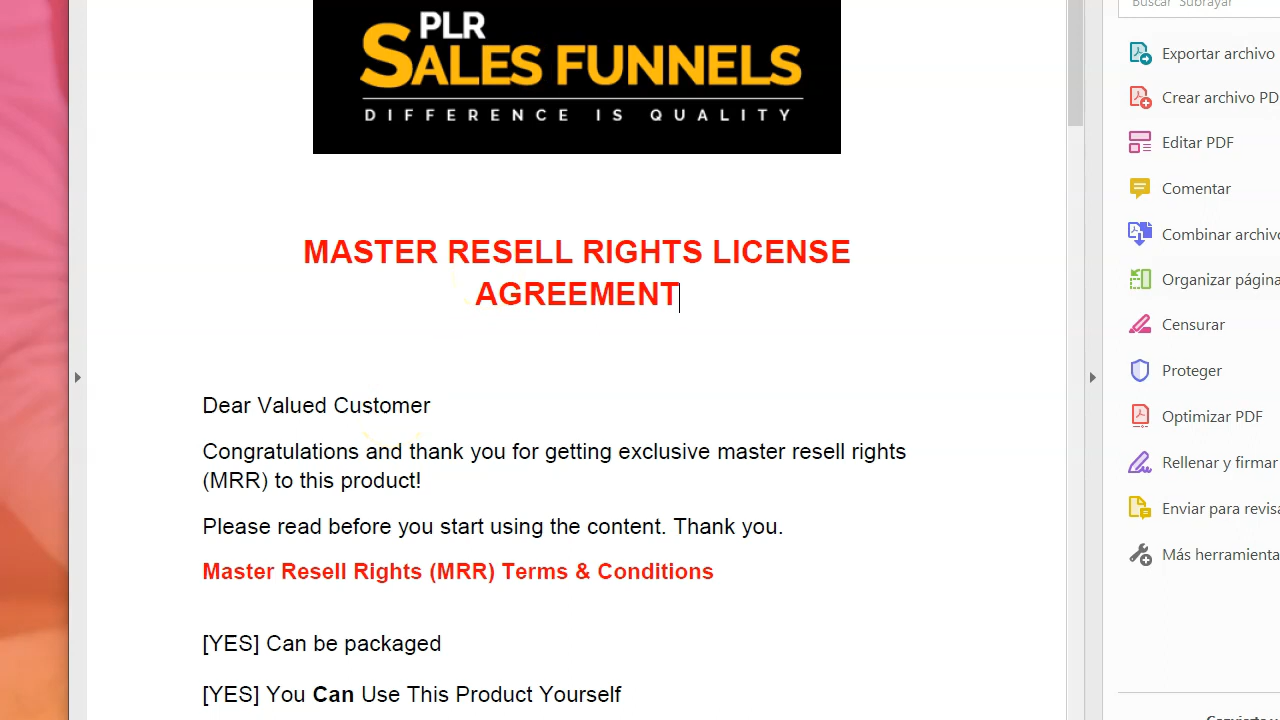 PLR
SALES FUNNELS
DIFFERENCE IS QUALITY
MASTER RESELL RIGHTS LICENSE
AGREEMENT
Dear Valued Customer
Congratulations and thank you for getting exclusive master resell rights
(MRR) to this product!
Please read before you start using the content. Thank you.
Master Resell Rights (MRR) Terms & Conditions
[YES] Can be packaged
[YES] You Can Use This Product Yourself
Buscar "Subrayar"
Exportar archivo
Crear archivo PD
Editar PDF
Comentar
Combinar archivo
Organizar página
Censurar
Proteger
Optimizar PDF
Rellenar y firmar
Enviar para revisa
Más herramienta